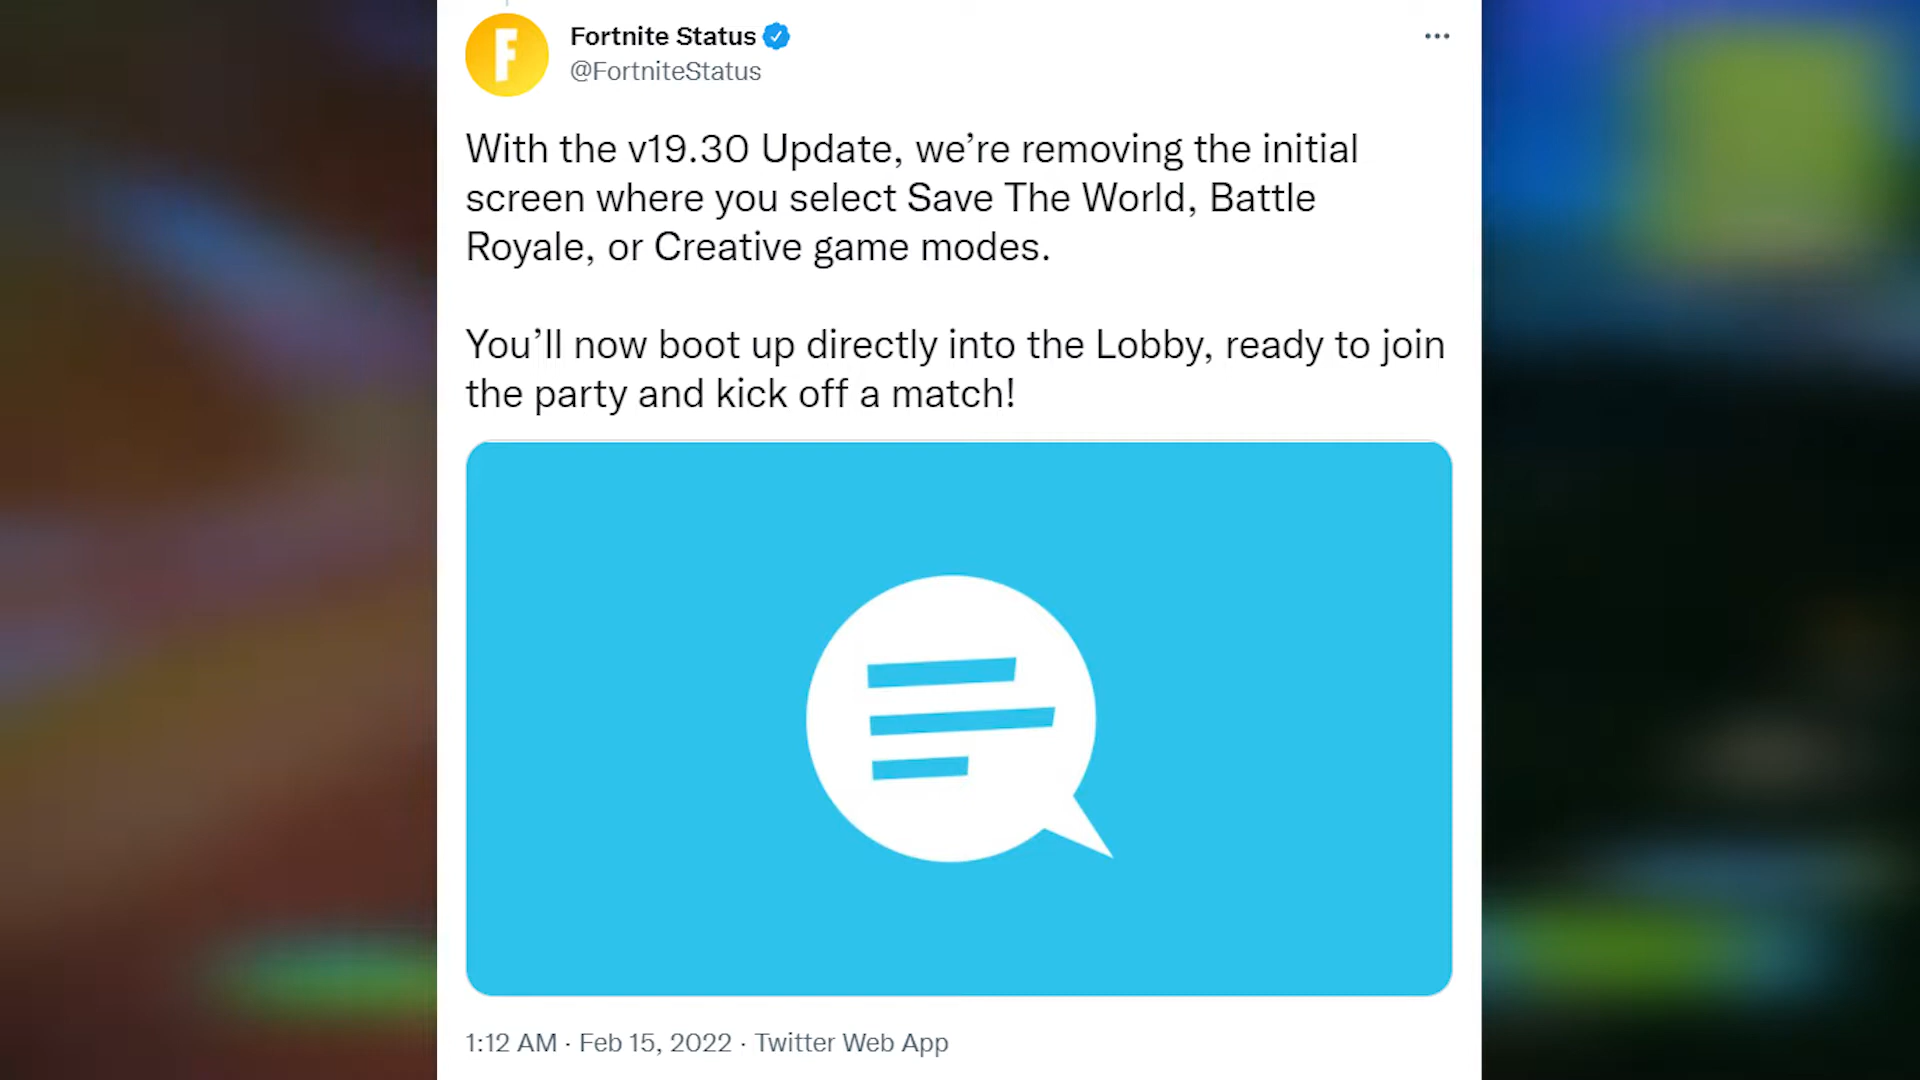 Fortnite Status
@FortniteStatus
With the v19.30 Update, we’re removing the initial
screen where you select Save The World, Battle
Royale, or Creative game modes.
You’ll now boot up directly into the Lobby, ready to join
the party and kick off a match!
1:12 AM · Feb 15, 2022 · Twitter Web App